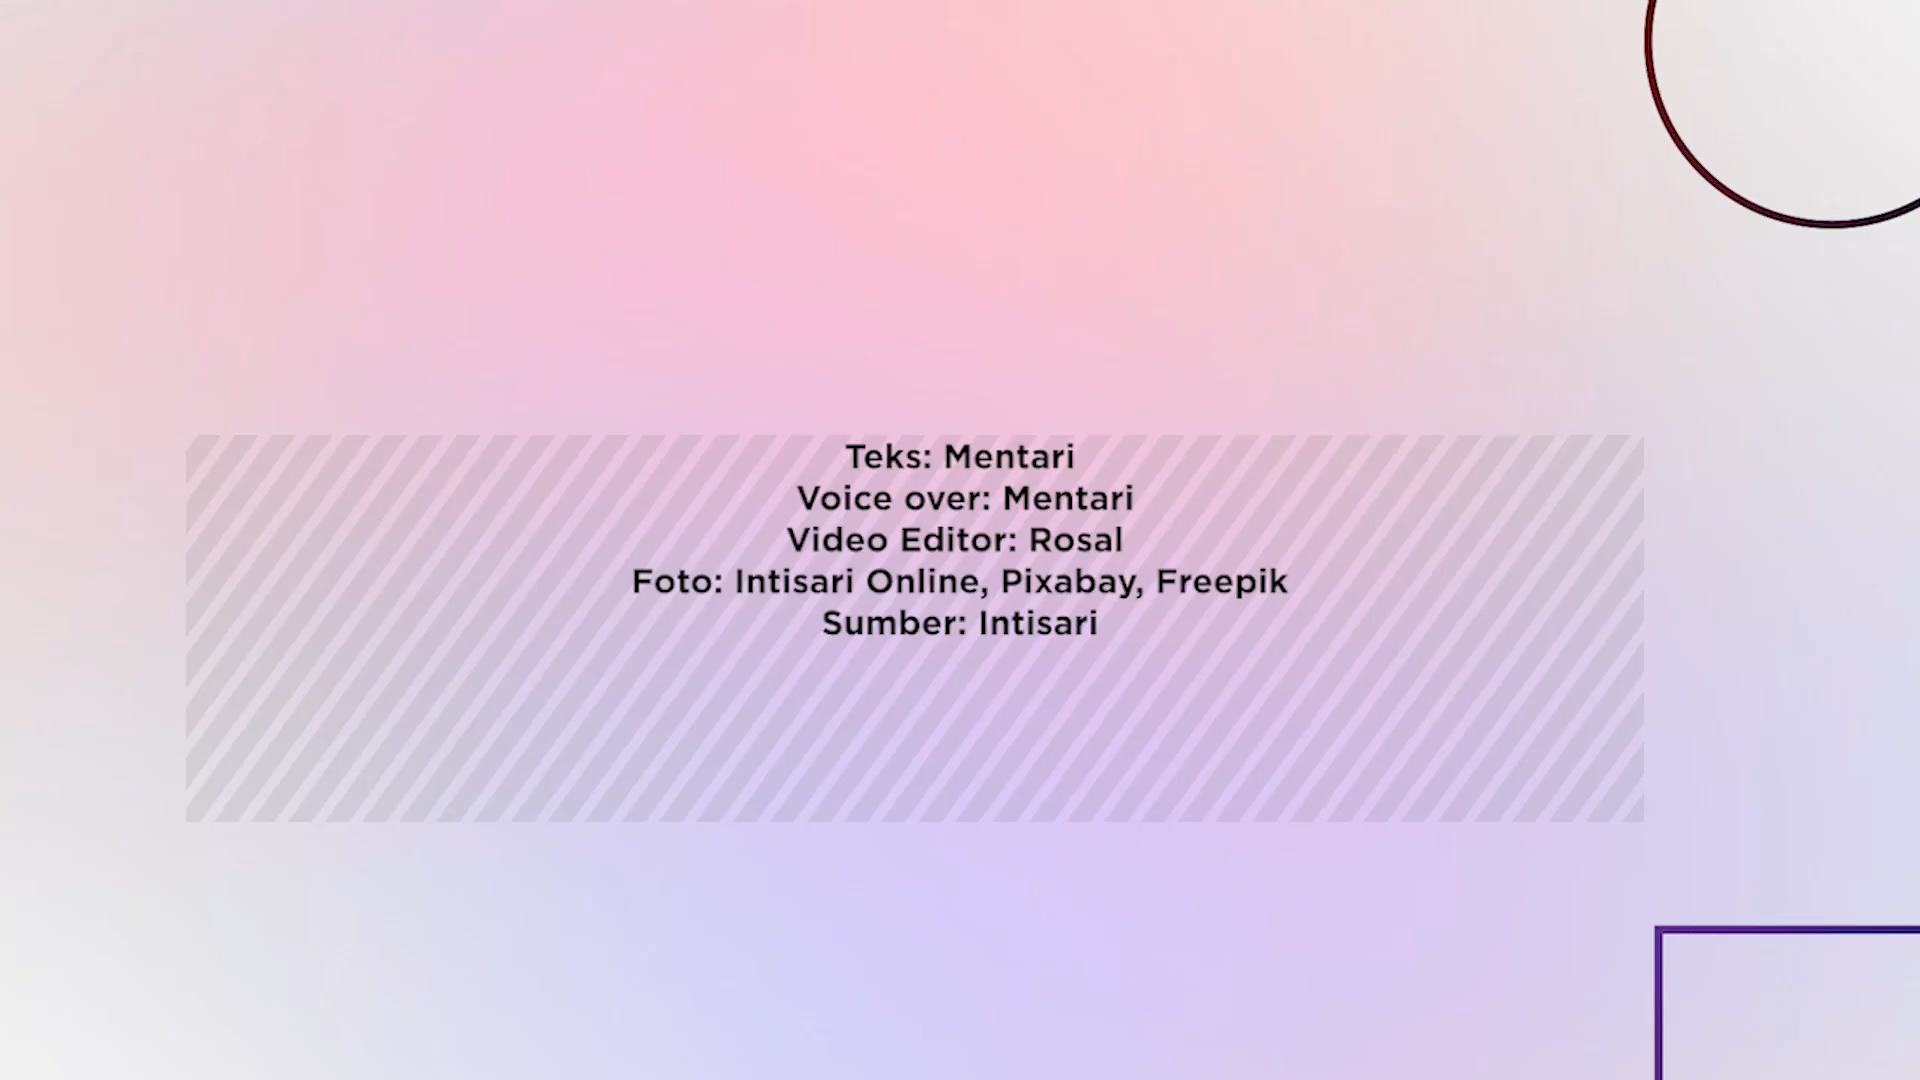 Teks: Mentari
Voice over: Mentari
Video Editor: Rosal
Foto: Intisari Online, Pixabay, Freepik
Sumber: Intisari